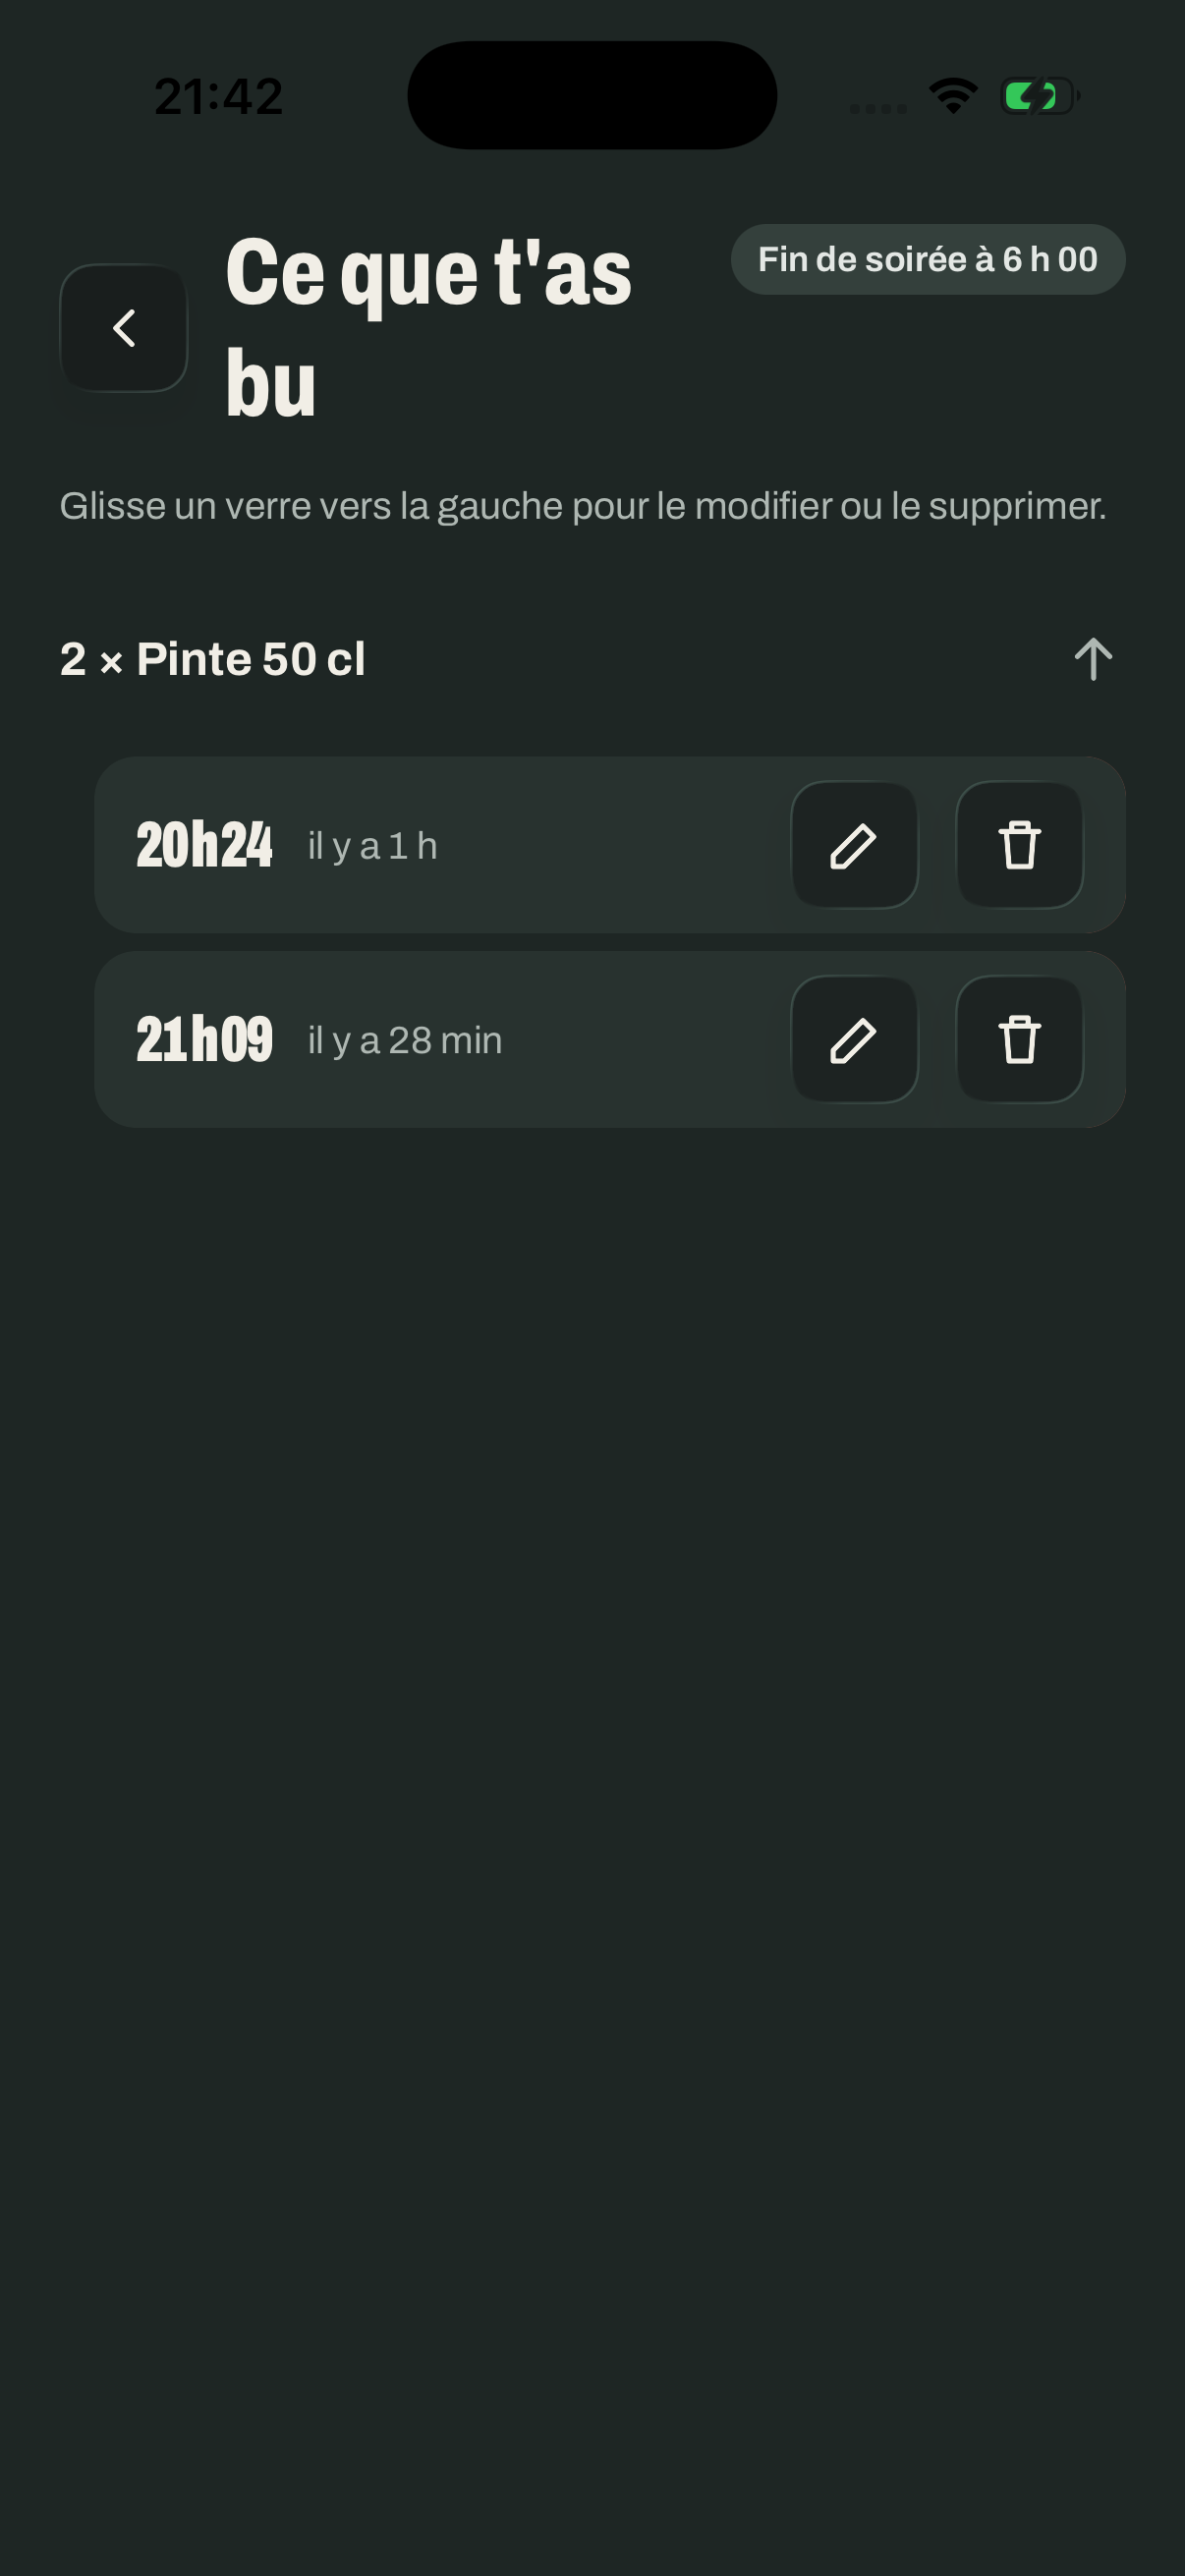 21:42
Ce que t'as
bu
Fin de soirée à 6 h 00
Glisse un verre vers la gauche pour le modifier ou le supprimer.
2 × Pinte 50 cl
20h24 il y a 1 h
21h09 il y a 28 min